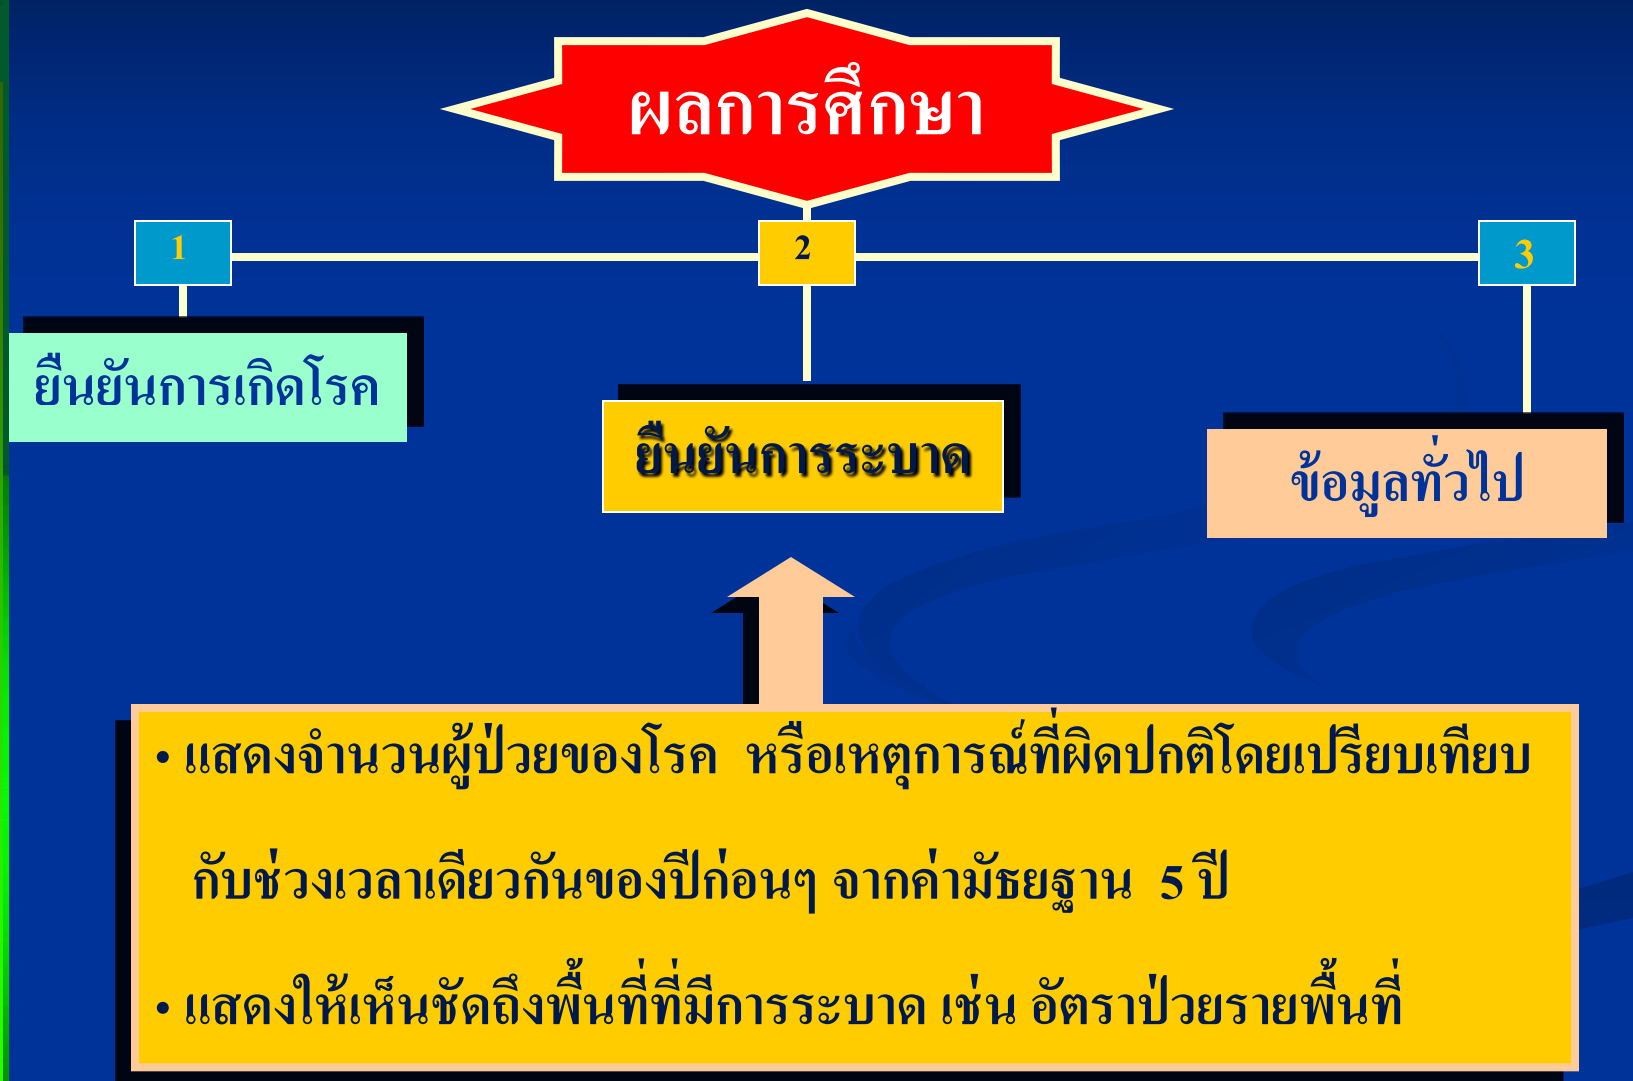 ผลการศึกษา
1
2
3
ยืนยันการเกิดโรค
ยืนยันการระบาด
ข้อมูลทั่วไป
• แสดงจำนวนผู้ป่วยของโรค หรือเหตุการณ์ที่ผิดปกติโดยเปรียบเทียบ
กับช่วงเวลาเดียวกันของปีก่อนๆ จากค่ามัธยฐาน 5 ปี
• แสดงให้เห็นชัดถึงพื้นที่ที่มีการระบาด เช่น อัตราป่วยรายพื้นที่